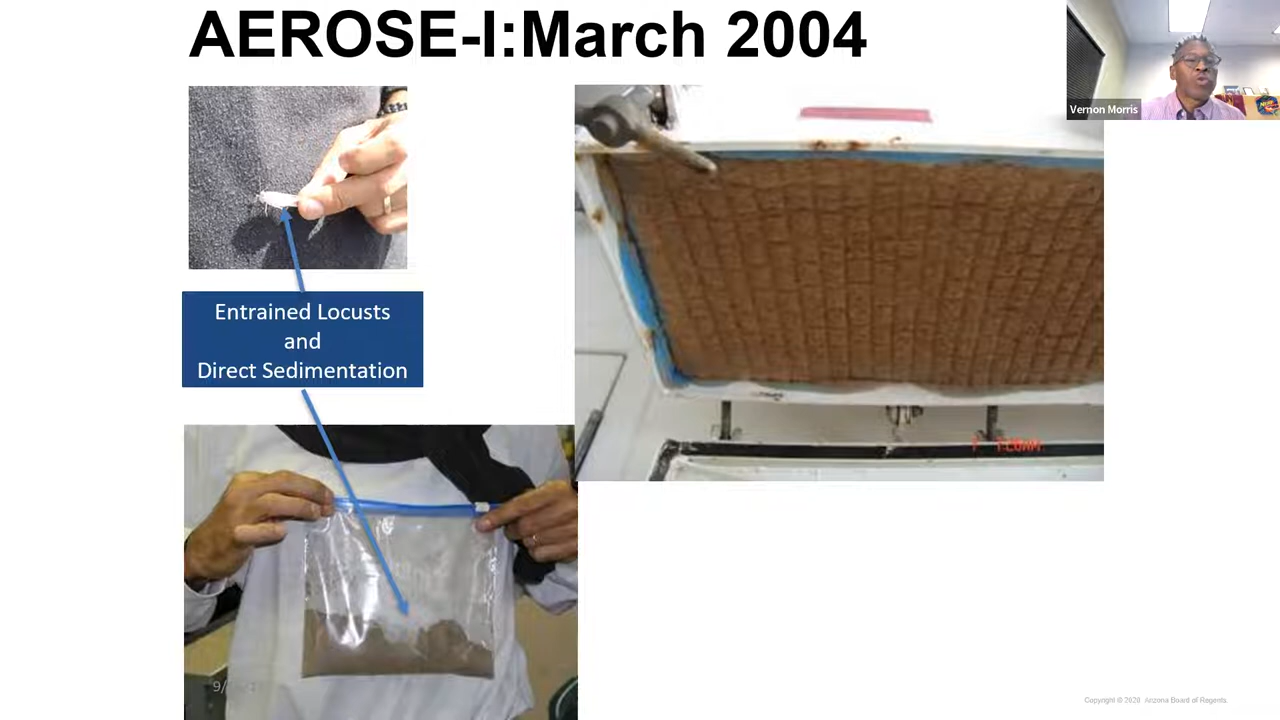 AEROSE-I:March 2004
Vernon Morris
Entrained Locusts
and
Direct Sedimentation
Copyright © 2020 Arizona Board of Regents.